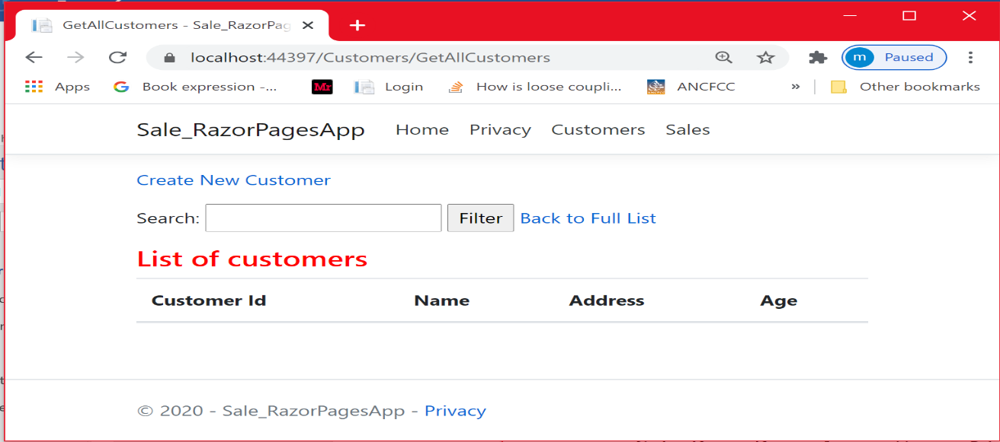 GetAllCustomers - Sale_RazorPag
localhost:44397/Customers/GetAllCustomers
m Paused
Apps
Book expression -...
Mr
Login
How is loose coupli...
ANCFCC
»
Other bookmarks
Sale_RazorPagesApp Home Privacy Customers Sales
Create New Customer
Search: Filter Back to Full List
List of customers
Customer Id Name Address Age
© 2020 - Sale_RazorPagesApp - Privacy